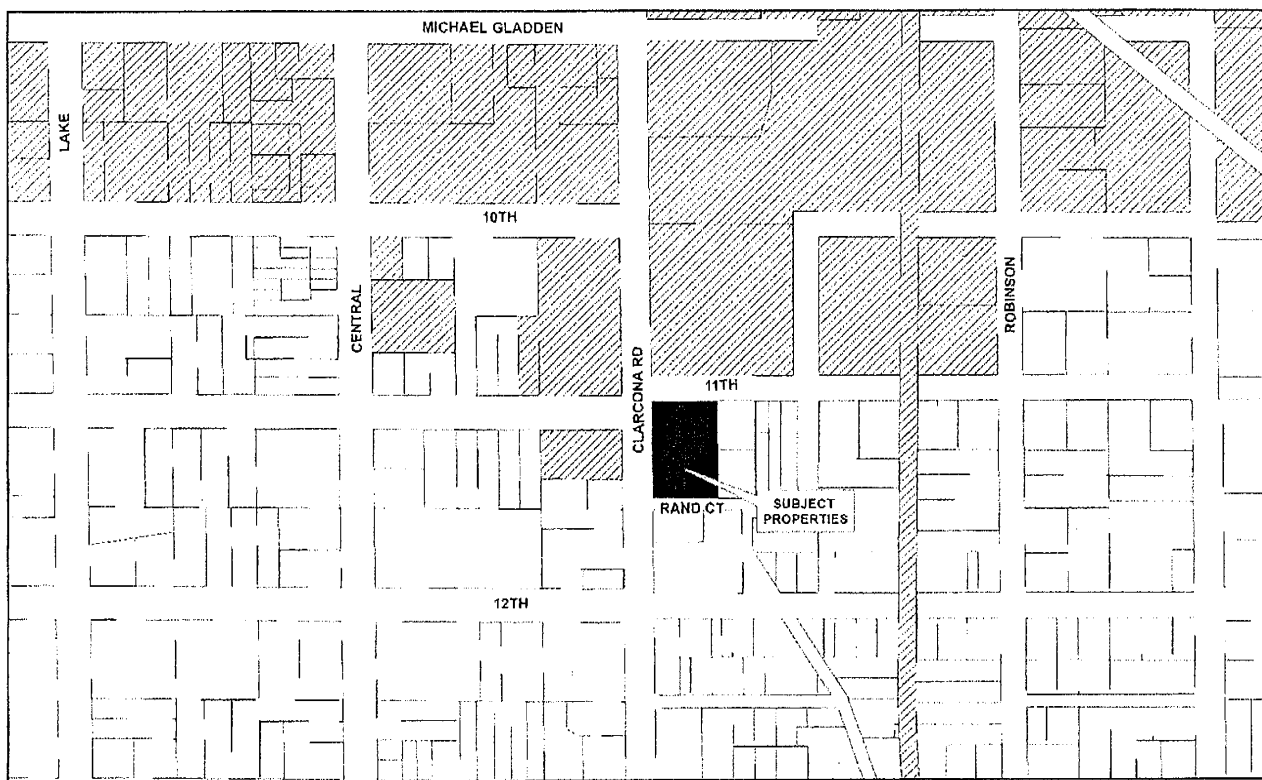 MICHAEL GLADDEN
LAKE
10TH
CENTRAL
CLARCONA RD
ROBINSON
11TH
RAND CT
SUBJECT
PROPERTIES
12TH